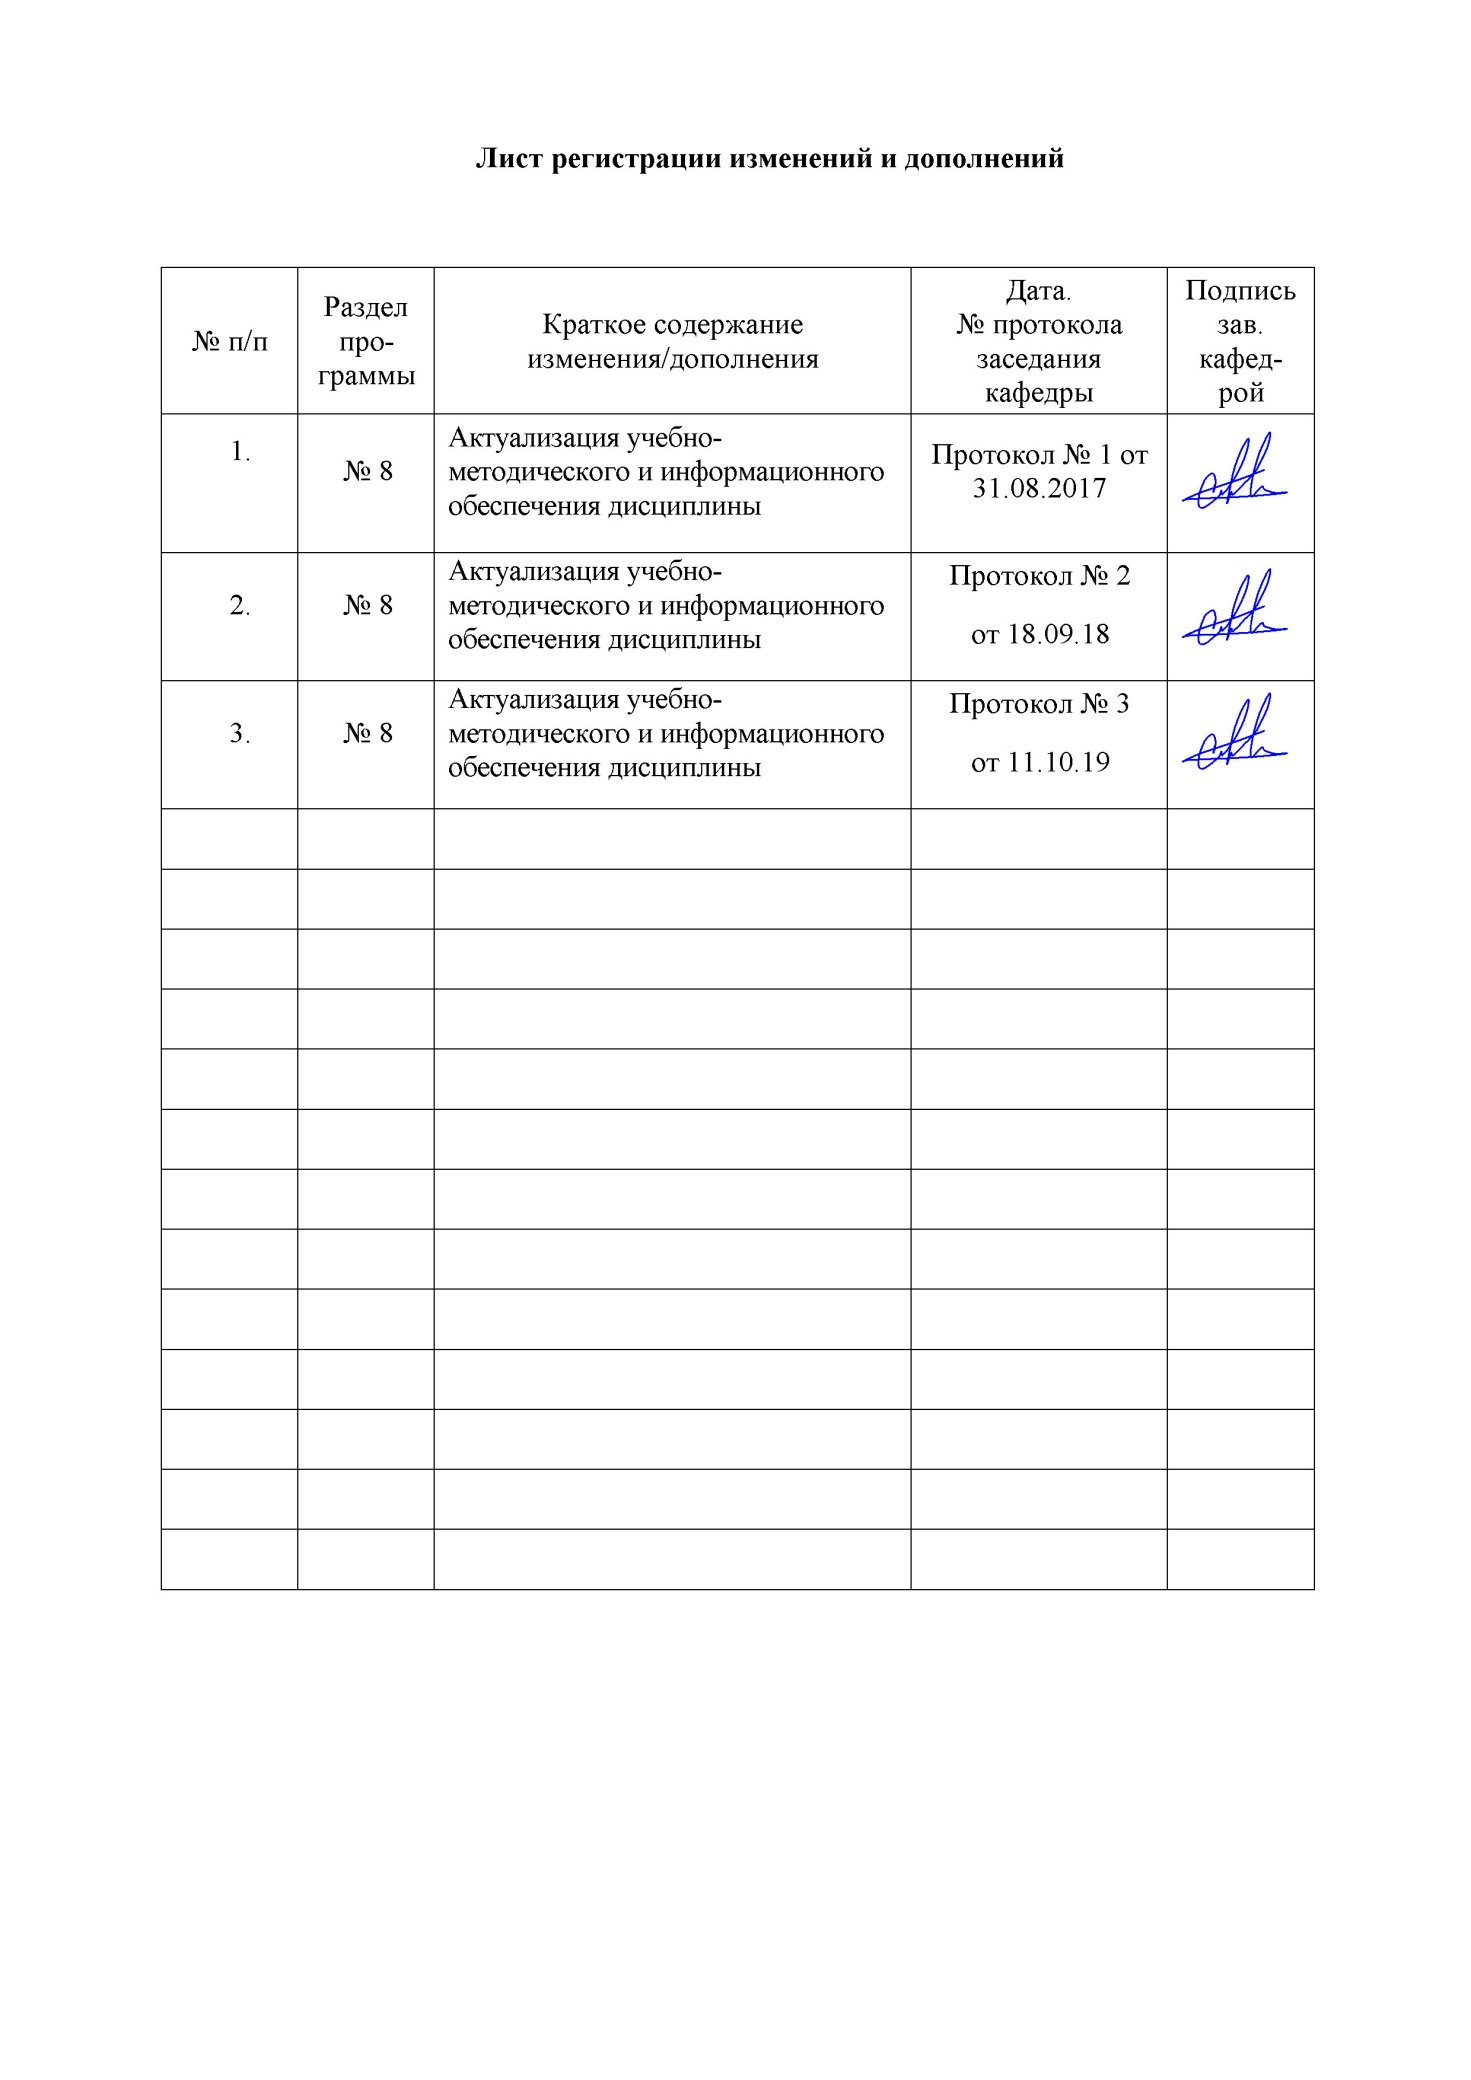 Лист регистрации изменений и дополнений
№ п/п
Раздел
про-
граммы
Краткое содержание
изменения/дополнения
Дата.
№ протокола
заседания
кафедры
Подпись
зав.
кафед-
рой
1.
№ 8
Актуализация учебно-
методического и информационного
обеспечения дисциплины
Протокол № 1 от
31.08.2017
2.
№ 8
Актуализация учебно-
методического и информационного
обеспечения дисциплины
Протокол № 2
от 18.09.18
3.
№ 8
Актуализация учебно-
методического и информационного
обеспечения дисциплины
Протокол № 3
от 11.10.19